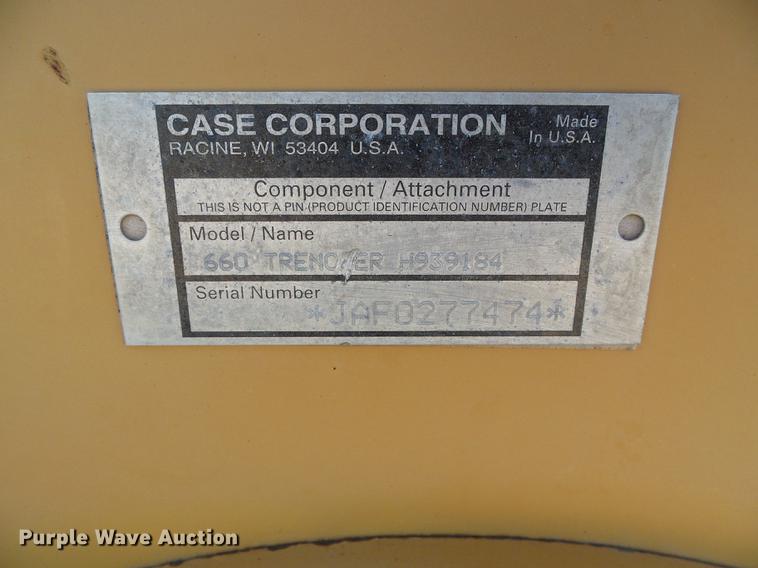 CASE CORPORATION
Made
In U.S.A.
RACINE, WI 53404 U.S.A.
Component / Attachment
THIS IS NOT A PIN (PRODUCT IDENTIFICATION NUMBER) PLATE
Model / Name
660 H939184
Serial Number
*JAF0277474*
Purple Wave Auction